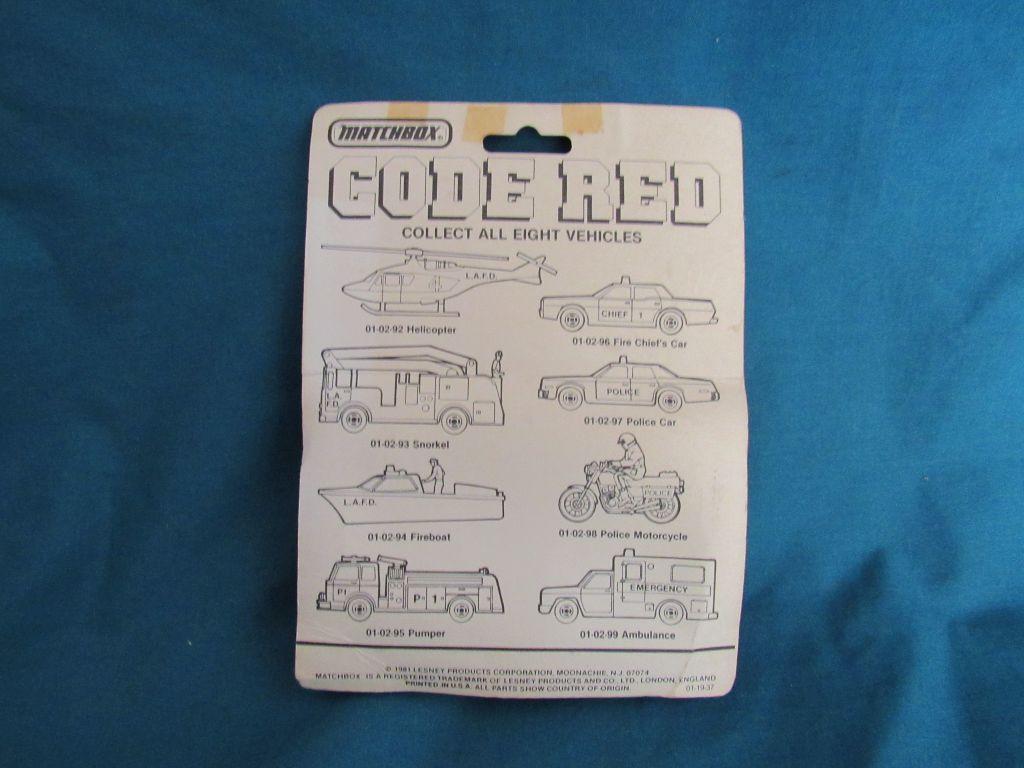 MATCHBOX®
CODE RED
COLLECT ALL EIGHT VEHICLES
L.A.F.D.
01-02-92 Helicopter
CHIEF 1
01-02-96 Fire Chief's Car
L.A.
F.D.
01-02-93 Snorkel
POLICE
01-02-97 Police Car
L.A.F.D.
01-02-94 Fireboat
POLICE
01-02-98 Police Motorcycle
P1
P-1
01-02-95 Pumper
EMERGENCY
01-02-99 Ambulance
© 1981 LESNEY PRODUCTS CORPORATION, MOONACHIE, N.J. 07074
MATCHBOX IS A REGISTERED TRADEMARK OF LESNEY PRODUCTS AND CO., LTD., LONDON, ENGLAND
PRINTED IN U.S.A. ALL PARTS SHOW COUNTRY OF ORIGIN.
01-19-37